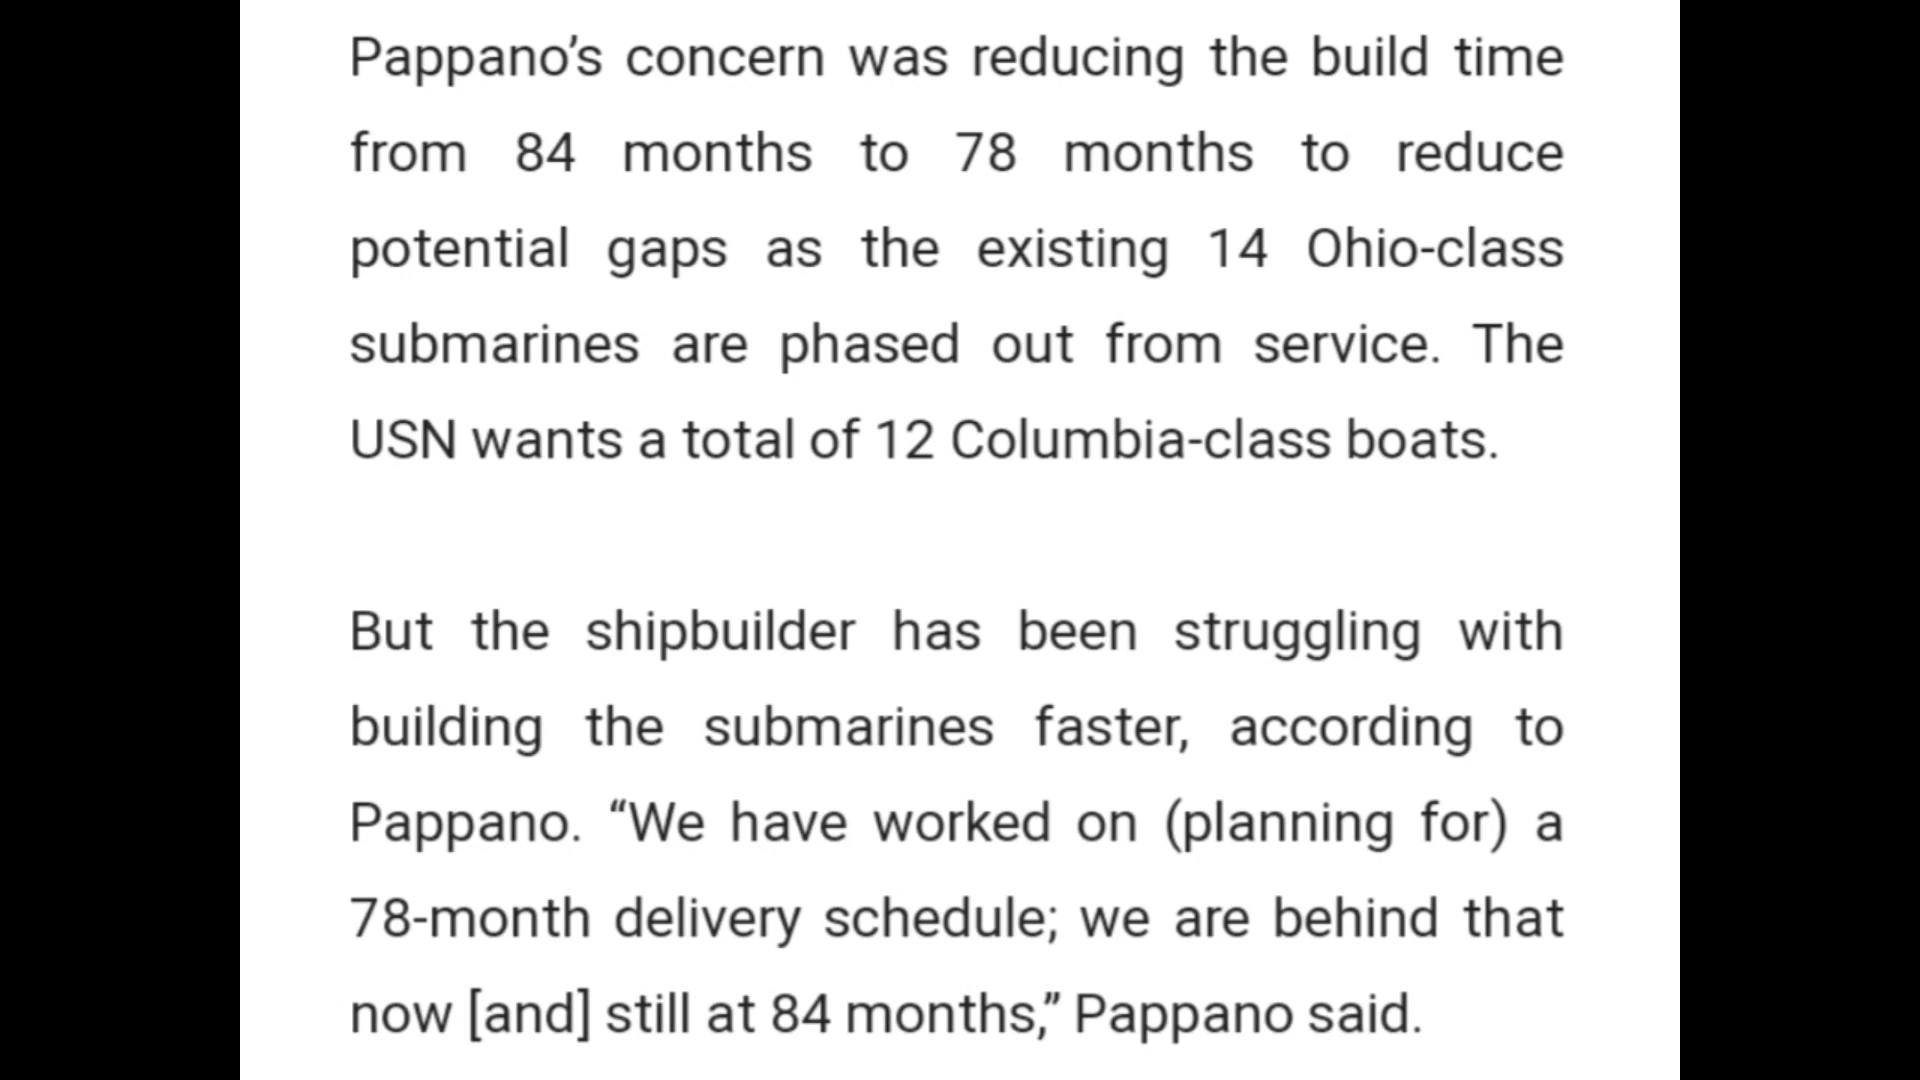 Pappano’s concern was reducing the build time
from 84 months to 78 months to reduce
potential gaps as the existing 14 Ohio-class
submarines are phased out from service. The
USN wants a total of 12 Columbia-class boats.
But the shipbuilder has been struggling with
building the submarines faster, according to
Pappano. “We have worked on (planning for) a
78-month delivery schedule; we are behind that
now [and] still at 84 months,” Pappano said.